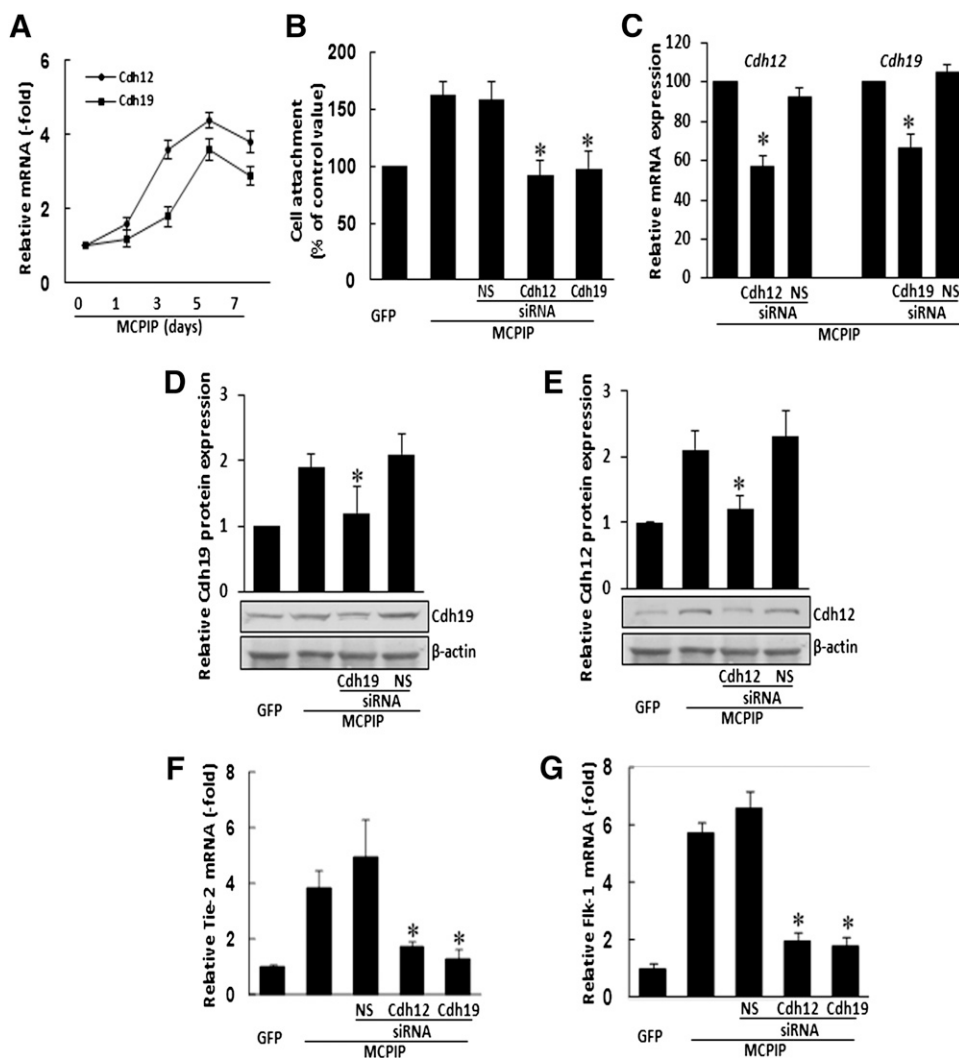 A
Relative mRNA (-fold)
6
4
2
0
Cdh12
Cdh19
0 1 3 5 7
MCPIP (days)
B
Cell attachment
(% of control value)
200
150
100
50
0
* *
NS Cdh12 Cdh19
siRNA
GFP
MCPIP
C
Relative mRNA expression
120
100
80
60
40
20
0
Cdh12 Cdh19
* *
Cdh12 NS Cdh19 NS
siRNA siRNA
MCPIP
D
Relative Cdh19 protein expression
3
2
1
0
*
Cdh19
β-actin
Cdh19 NS
siRNA
GFP
MCPIP
E
Relative Cdh12 protein expression
3
2
1
0
*
Cdh12
β-actin
Cdh12 NS
siRNA
GFP
MCPIP
F
Relative Tie-2 mRNA (-fold)
8
6
4
2
0
* *
NS Cdh12 Cdh19
siRNA
GFP
MCPIP
G
Relative Flk-1 mRNA (-fold)
8
6
4
2
0
* *
NS Cdh12 Cdh19
siRNA
GFP
MCPIP